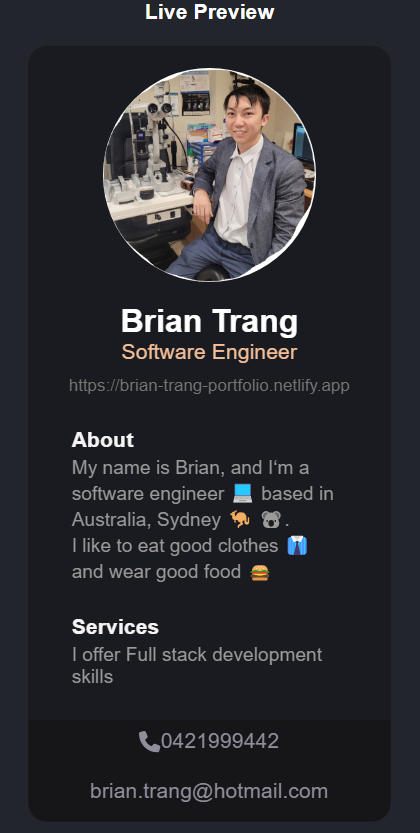 Live Preview
Brian Trang
Software Engineer
https://brian-trang-portfolio.netlify.app
About
My name is Brian, and I‘m a
software engineer 💻 based in
Australia, Sydney 🦘 🐨.
I like to eat good clothes 👔
and wear good food 🍔
Services
I offer Full stack development
skills
0421999442
brian.trang@hotmail.com